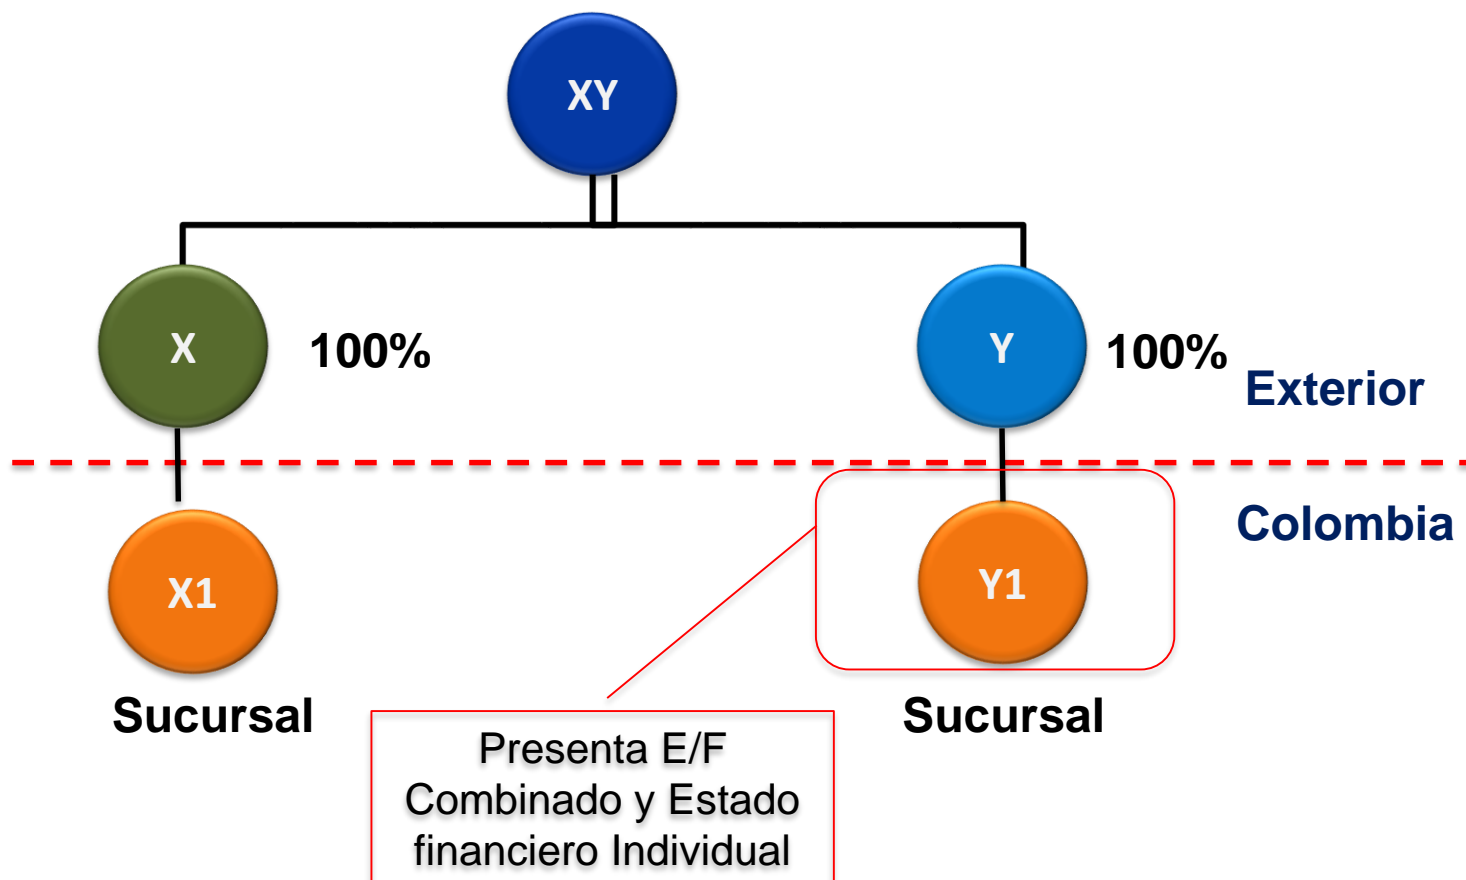 XY
X
100%
Y
100%
Exterior
Colombia
X1
Y1
Sucursal
Sucursal
Presenta E/F
Combinado y Estado
financiero Individual